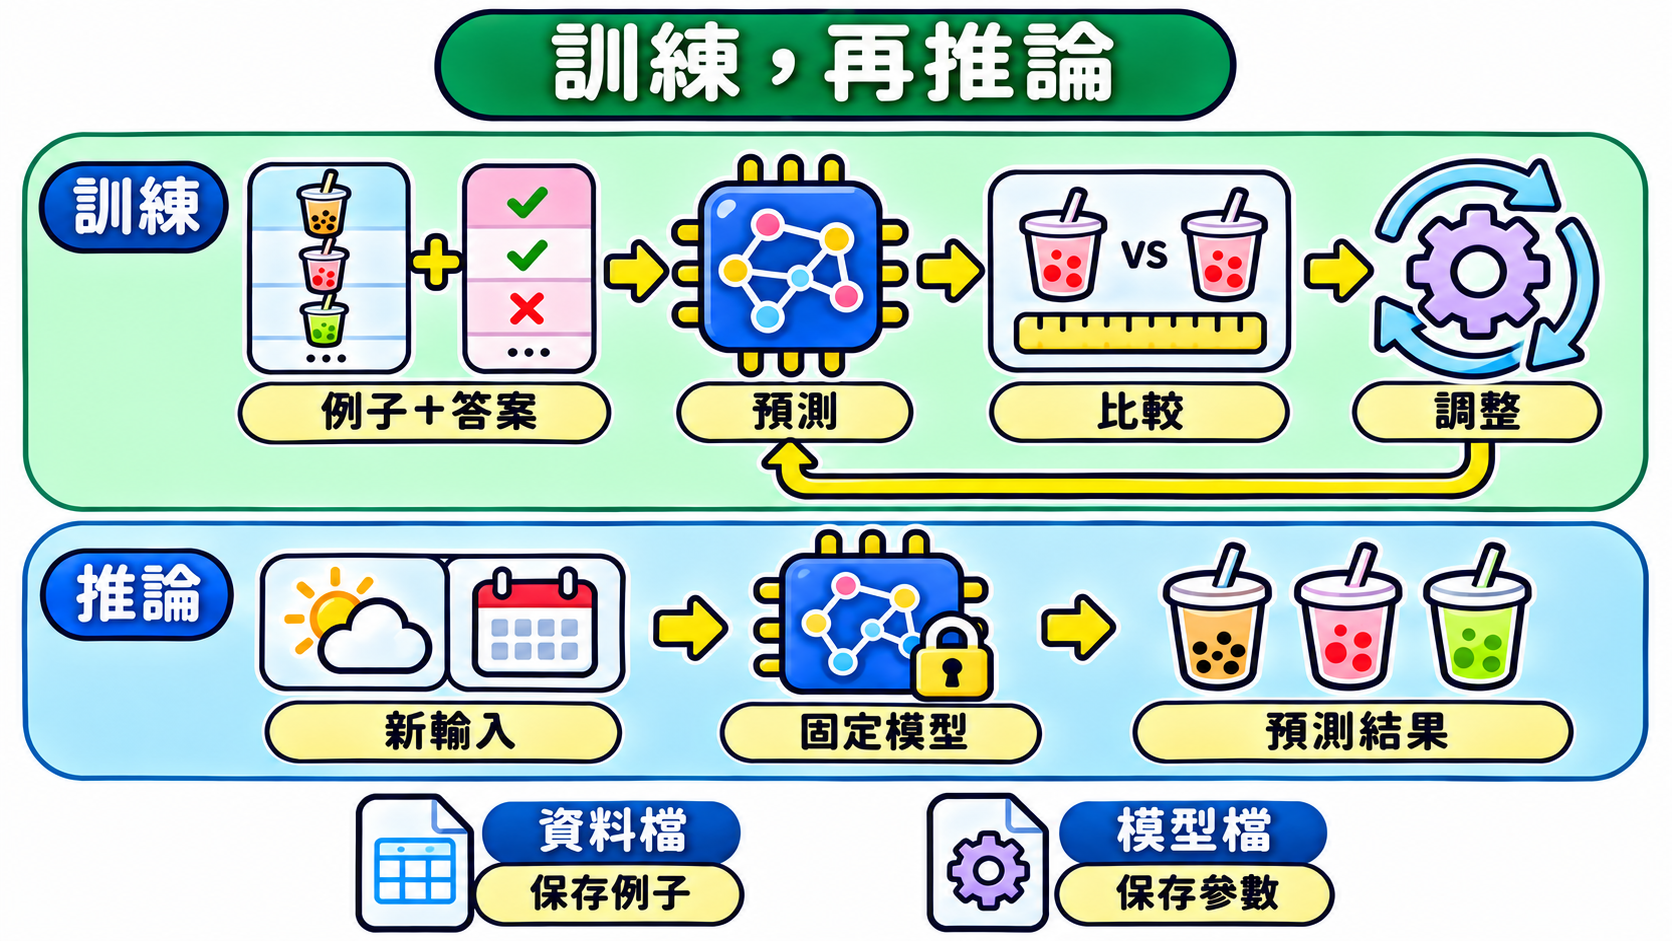 訓練，再推論
訓練
vs
例子＋答案
預測
比較
調整
推論
新輸入
固定模型
預測結果
資料檔
保存例子
模型檔
保存參數